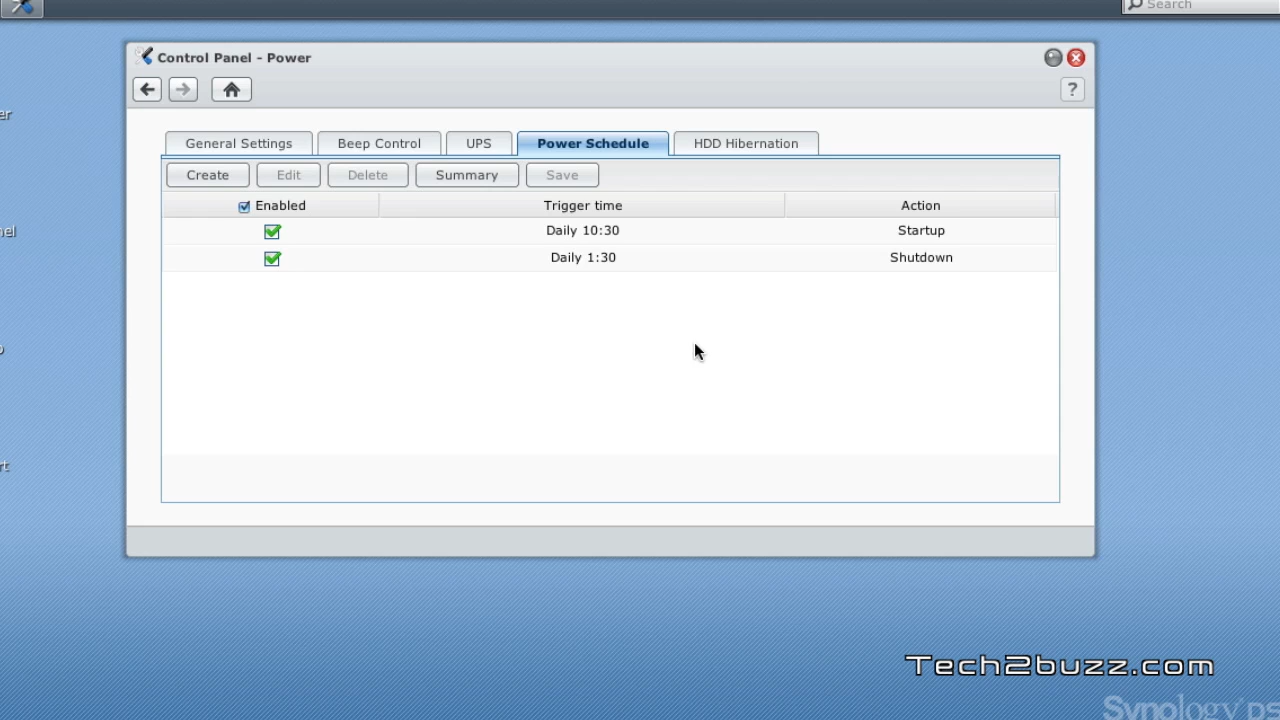 Search
Control Panel - Power
?
General Settings Beep Control UPS Power Schedule HDD Hibernation
Create Edit Delete Summary Save
Enabled Trigger time Action
Daily 10:30 Startup
Daily 1:30 Shutdown
Tech2buzz.com
Synology